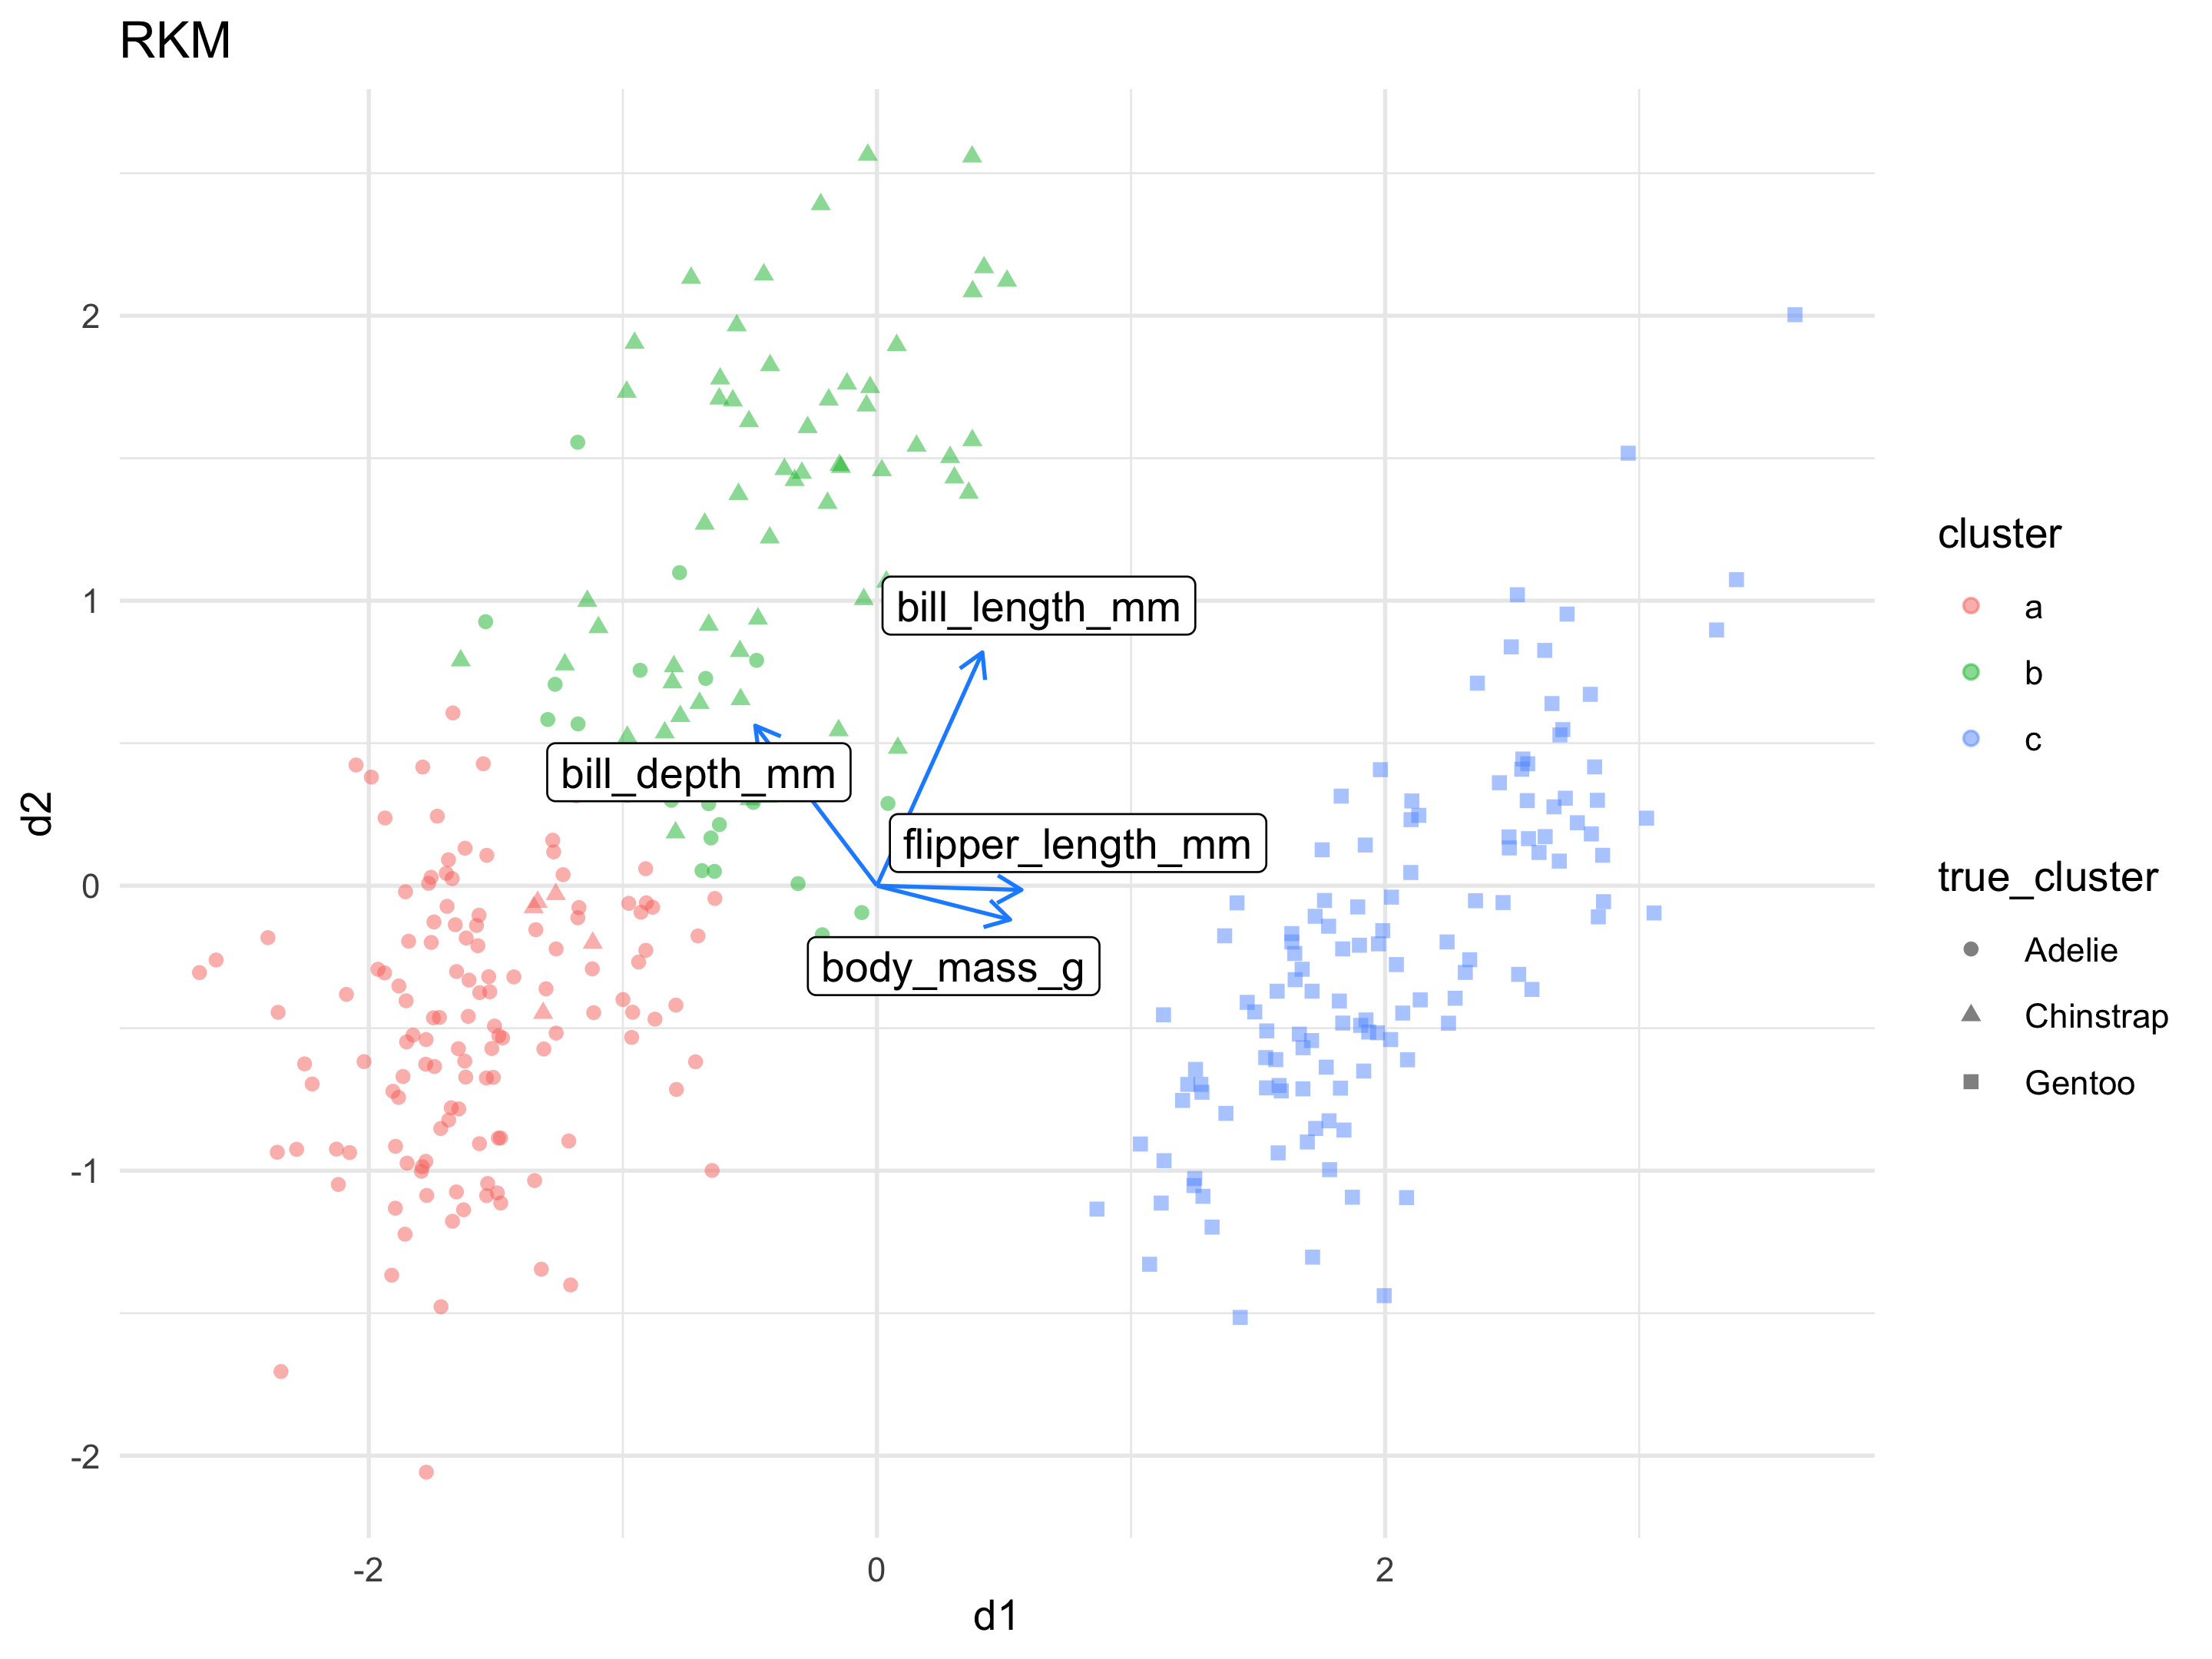 RKM
bill_length_mm
bill_depth_mm
flipper_length_mm
body_mass_g
2
1
0
-1
-2
d2
-2
0
2
d1
cluster
a
b
c
true_cluster
Adelie
Chinstrap
Gentoo